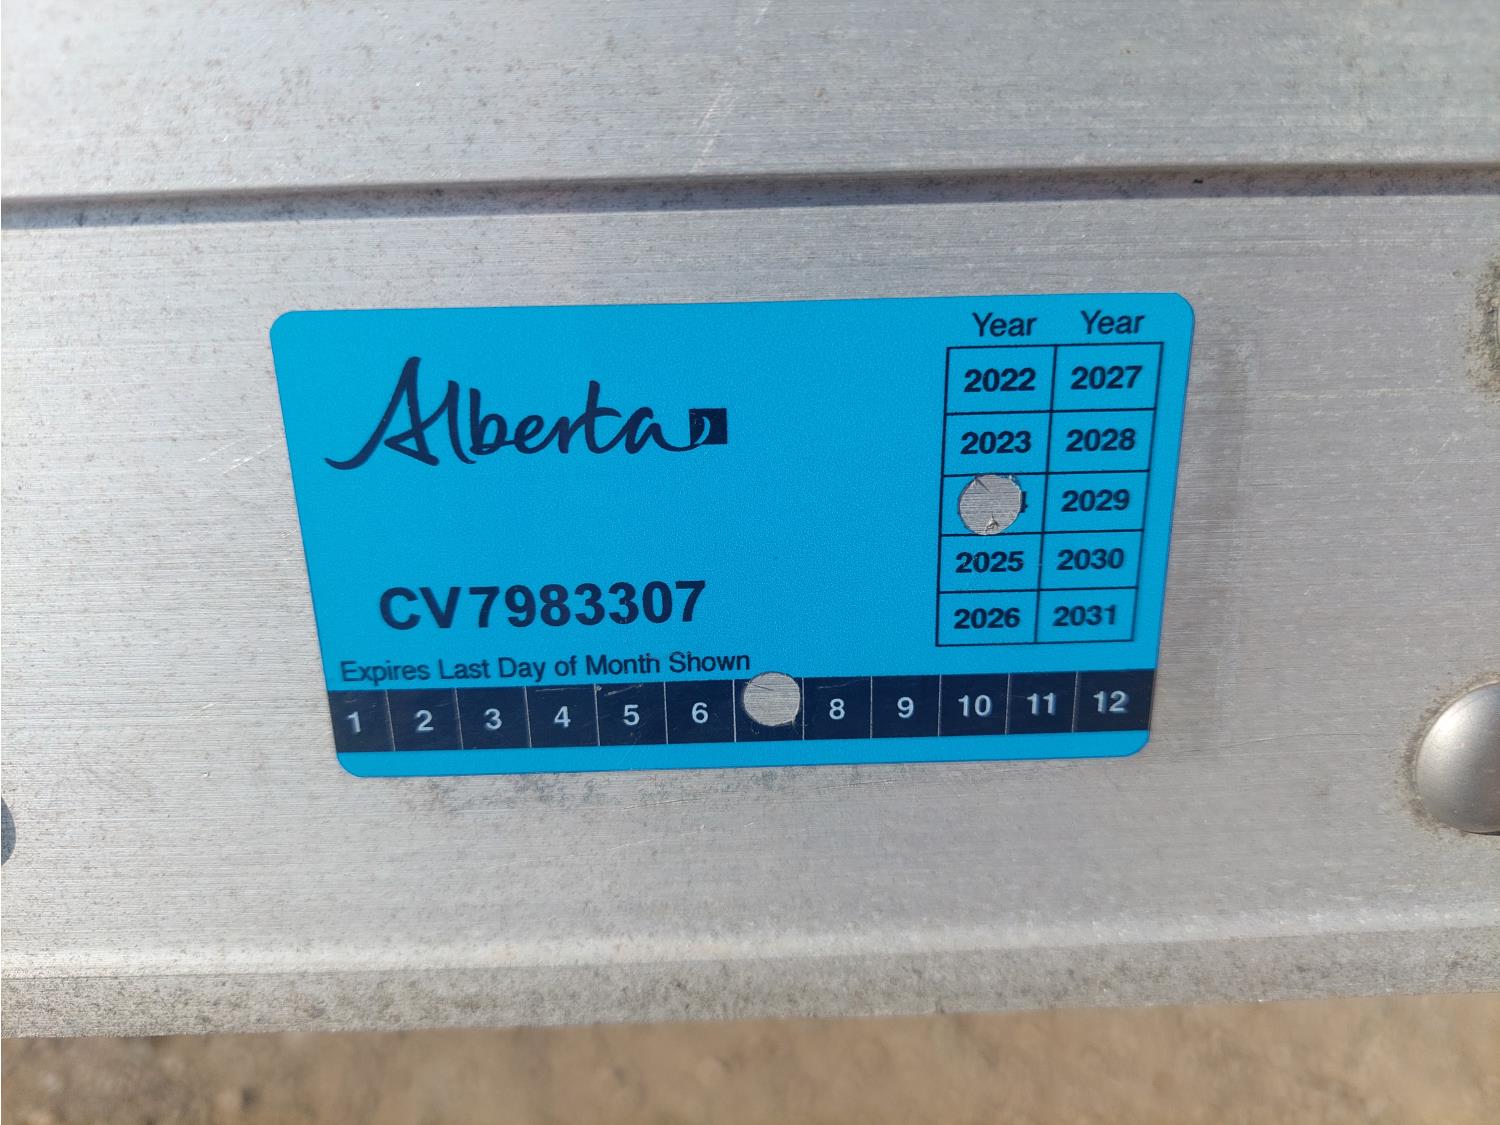 Alberta
Year Year
2022 2027
2023 2028
2029
2025 2030
2026 2031
CV7983307
Expires Last Day of Month Shown
1 2 3 4 5 6 8 9 10 11 12